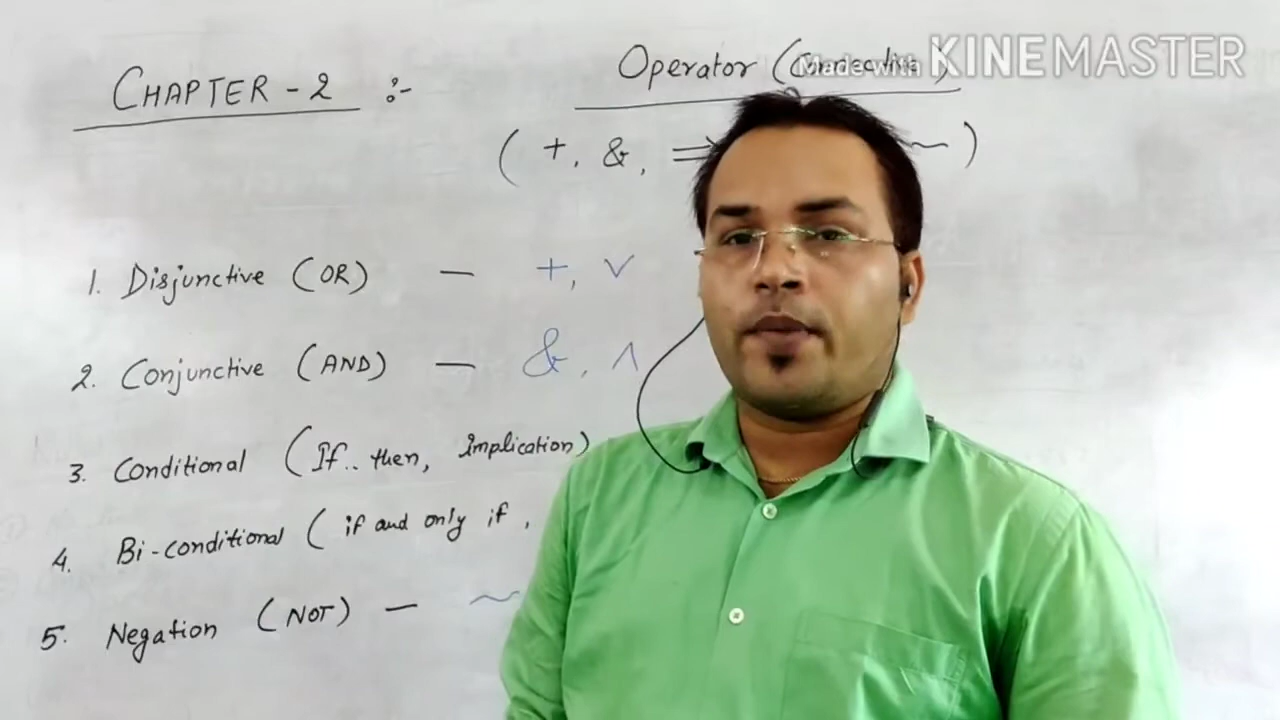 CHAPTER - 2 :- Operator (Connective)
Made with KINEMASTER
( +, &, ⇒ ~ )
1. Disjunctive (OR) — +, ∨
2. Conjunctive (AND) — &, ∧
3. Conditional (If.. then, Implication)
4. Bi-conditional ( if and only if ,
5. Negation (NOT) — ~